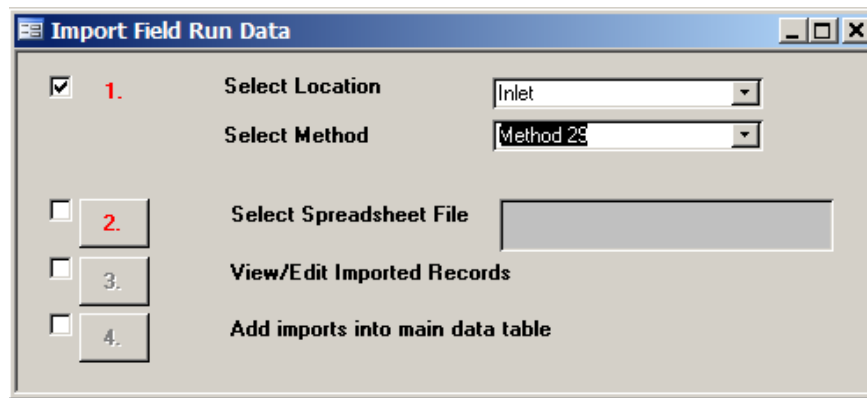 Import Field Run Data
1. Select Location Inlet
Select Method Method 29
2. Select Spreadsheet File
3. View/Edit Imported Records
4. Add imports into main data table